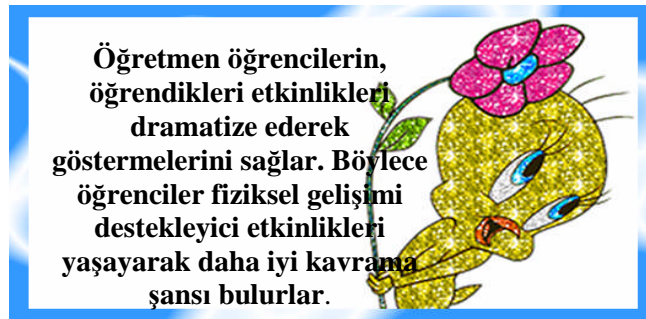 Öğretmen öğrencilerin,
öğrendikleri etkinlikleri
dramatize ederek
göstermelerini sağlar. Böylece
öğrenciler fiziksel gelişimi
destekleyici etkinlikleri
yaşayarak daha iyi kavrama
şansı bulurlar.